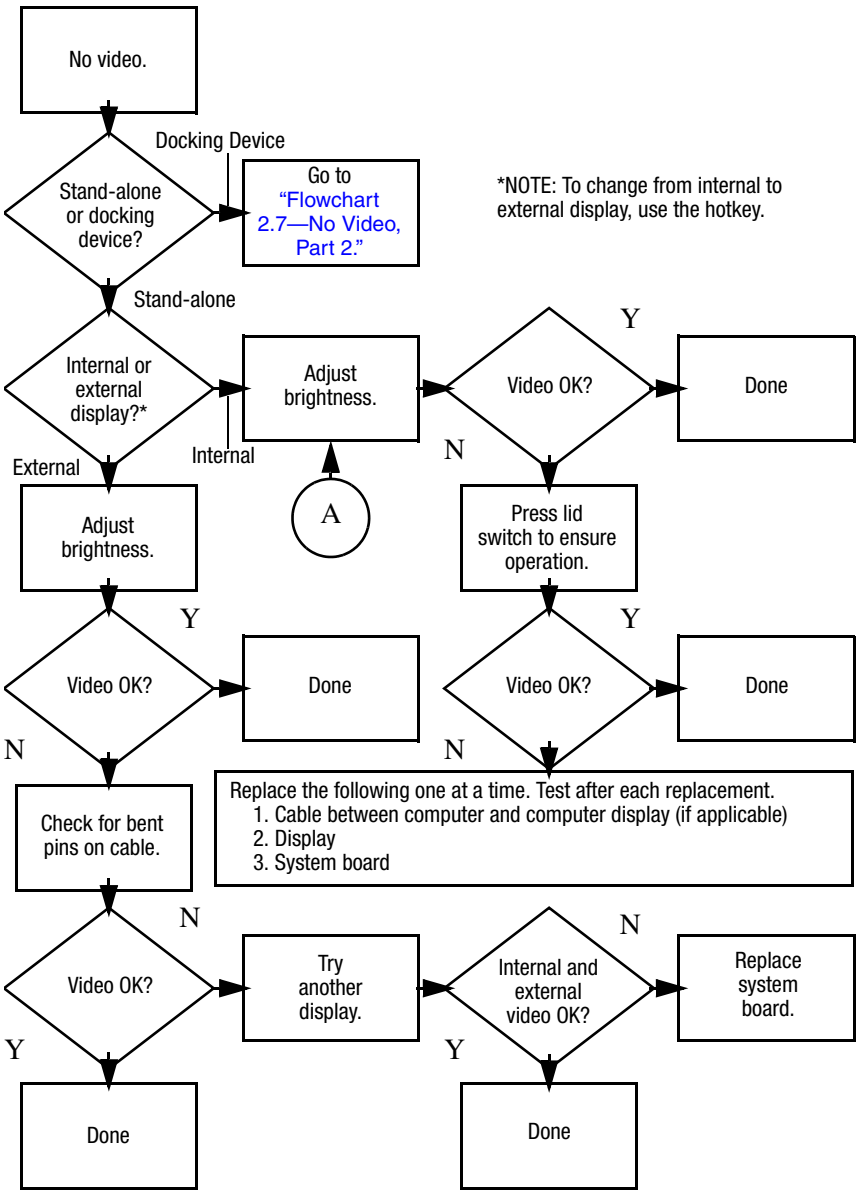 No video.
Docking Device
Stand-alone
or docking
device?
Go to
“Flowchart
2.7—No Video,
Part 2.”
*NOTE: To change from internal to
external display, use the hotkey.
Stand-alone
Internal or
external
display?*
Internal
External
Adjust
brightness.
Video OK?
Y
Done
N
A
Adjust
brightness.
Press lid
switch to ensure
operation.
Y
Video OK?
Done
N
Video OK?
Y
Done
N
Check for bent
pins on cable.
Replace the following one at a time. Test after each replacement.
1. Cable between computer and computer display (if applicable)
2. Display
3. System board
N
Video OK?
Try
another
display.
Internal and
external
video OK?
N
Replace
system
board.
Y
Y
Done
Done